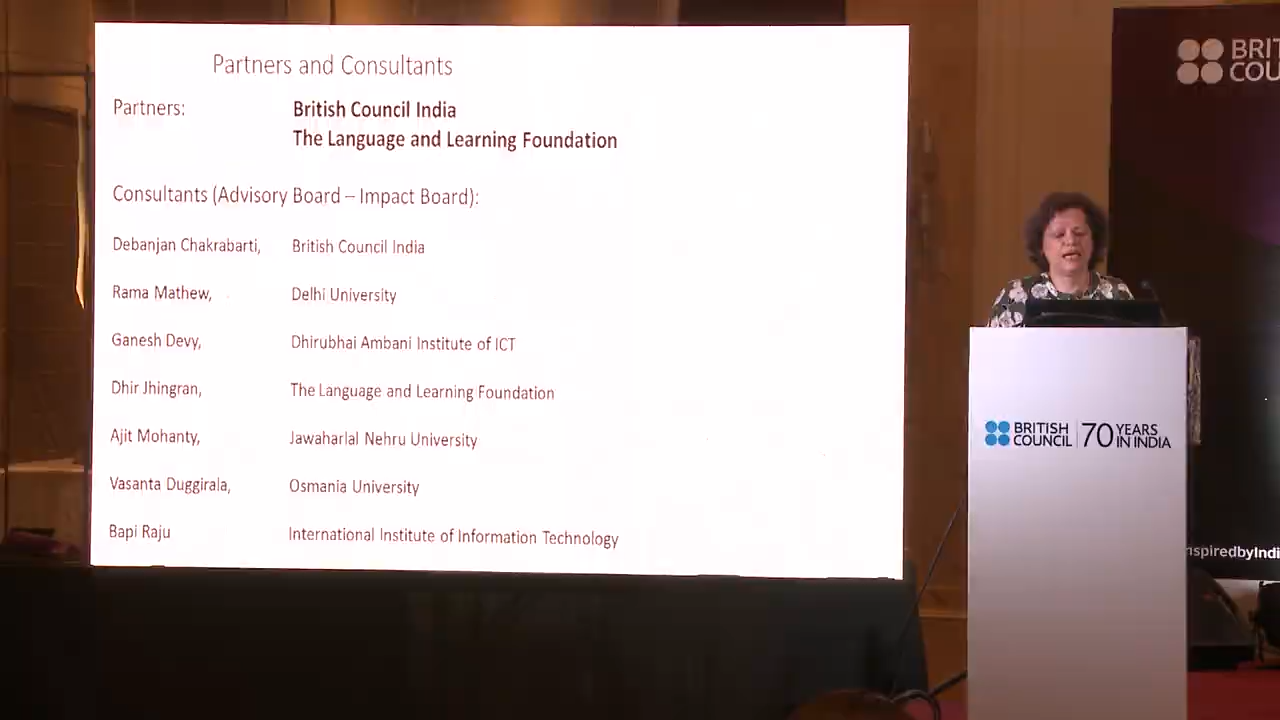 Partners and Consultants
Partners: British Council India
The Language and Learning Foundation
Consultants (Advisory Board – Impact Board):
Debanjan Chakrabarti, British Council India
Rama Mathew, Delhi University
Ganesh Devy, Dhirubhai Ambani Institute of ICT
Dhir Jhingran, The Language and Learning Foundation
Ajit Mohanty, Jawaharlal Nehru University
Vasanta Duggirala, Osmania University
Bapi Raju International Institute of Information Technology
BRIT
COU
BRITISH
COUNCIL
70 YEARS
IN INDIA
nspiredbyIndi